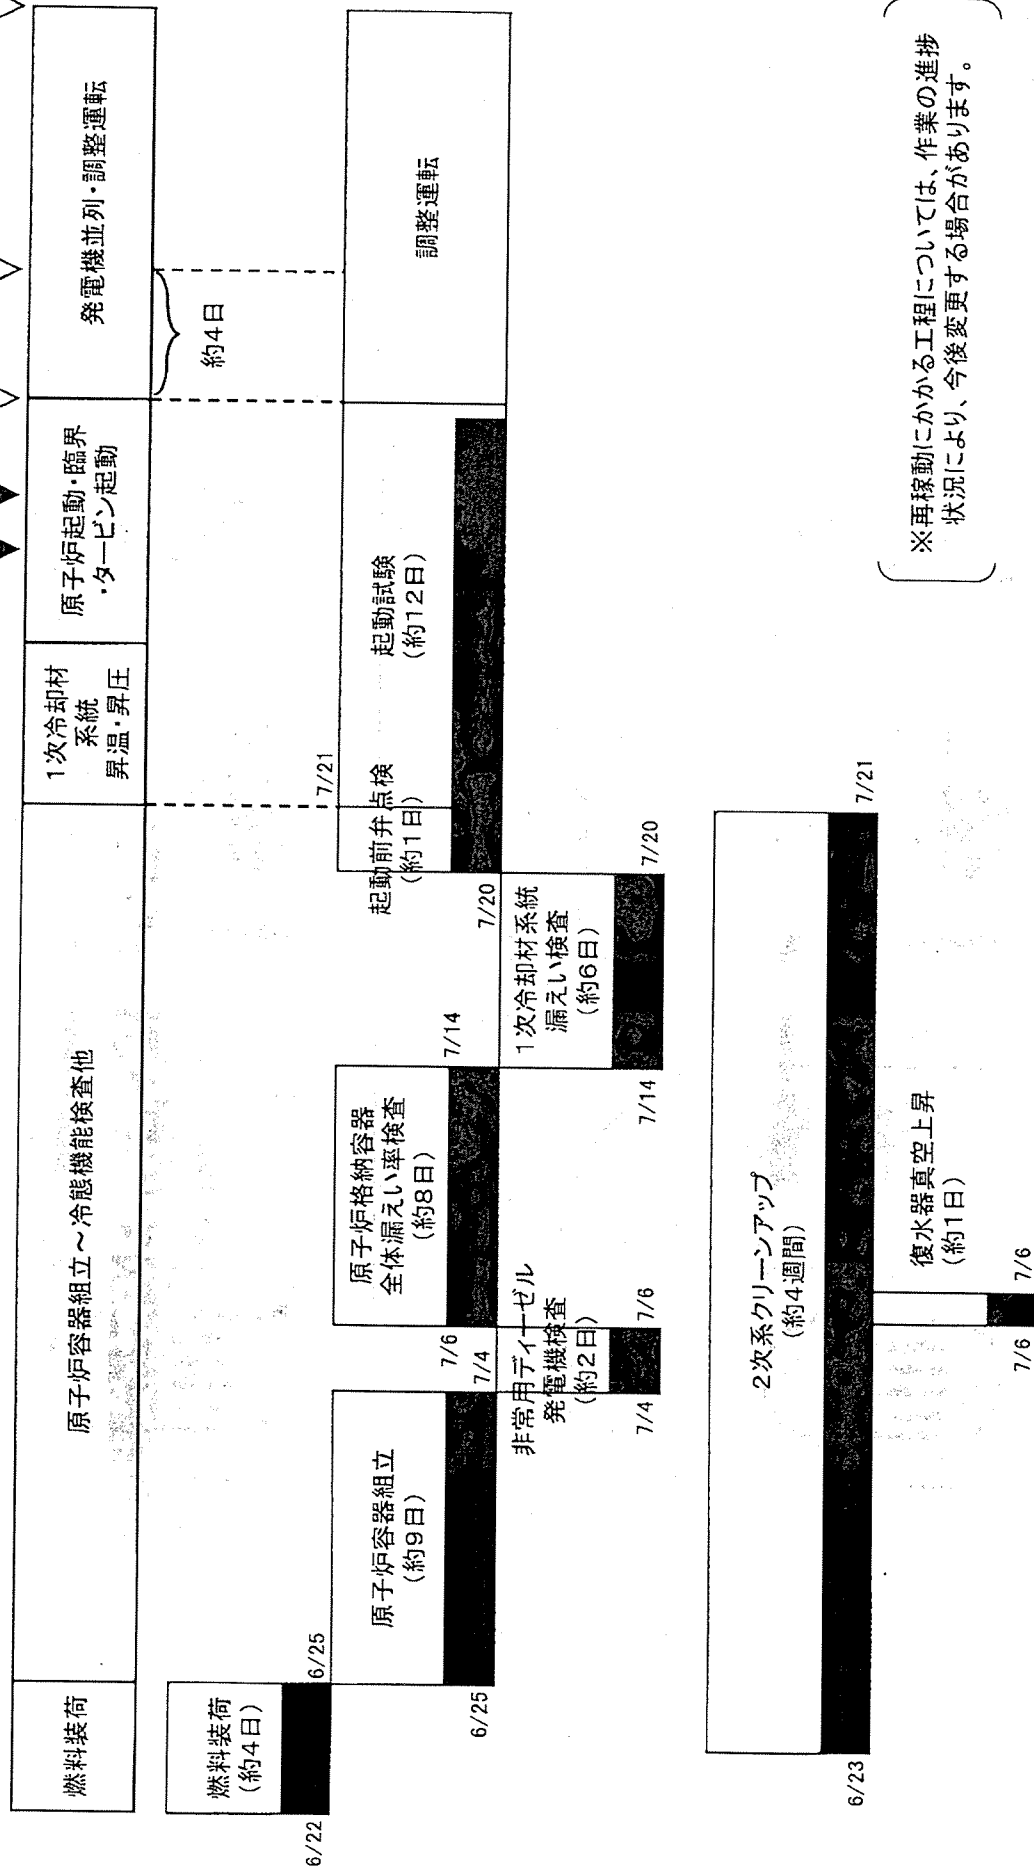 燃料装荷
原子炉容器組立～冷態機能検査他
1次冷却材
系統
昇温・昇圧
原子炉起動・臨界
・タービン起動
発電機並列・調整運転
約4日
燃料装荷
(約4日)
6/22
6/25
原子炉容器組立
(約9日)
6/25
7/4
原子炉格納容器
全体漏えい率検査
(約8日)
7/6
7/14
起動前弁点検
(約1日)
7/20
7/21
起動試験
(約12日)
調整運転
非常用ディーゼル
発電機検査
(約2日)
7/4
7/6
1次冷却材系統
漏えい検査
(約6日)
7/14
7/20
2次系クリーンアップ
(約4週間)
6/23
7/21
復水器真空上昇
(約1日)
7/6
7/6
※再稼動にかかる工程については、作業の進捗
状況により、今後変更する場合があります。